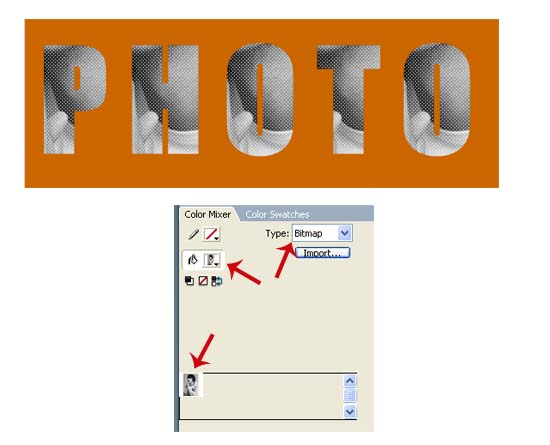 PHOTO
Color Mixer Color Swatches
Type: Bitmap
Import...